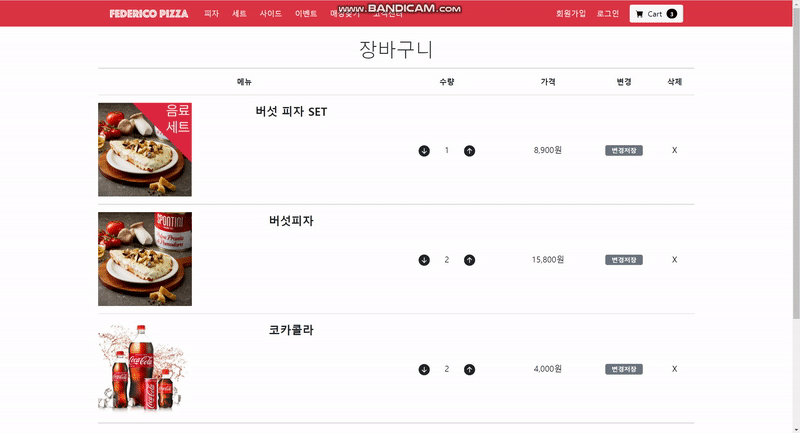 www.BANDICAM.com
FEDERICO PIZZA 피자 세트 사이드 이벤트 매장찾기 고객센터 회원가입 로그인 Cart 3
장바구니
메뉴 수량 가격 변경 삭제
음료
세트
버섯 피자 SET
1 8,900원 변경저장 X
버섯피자
SPONTINI
2 15,800원 변경저장 X
코카콜라
Coca-Cola
2 4,000원 변경저장 X